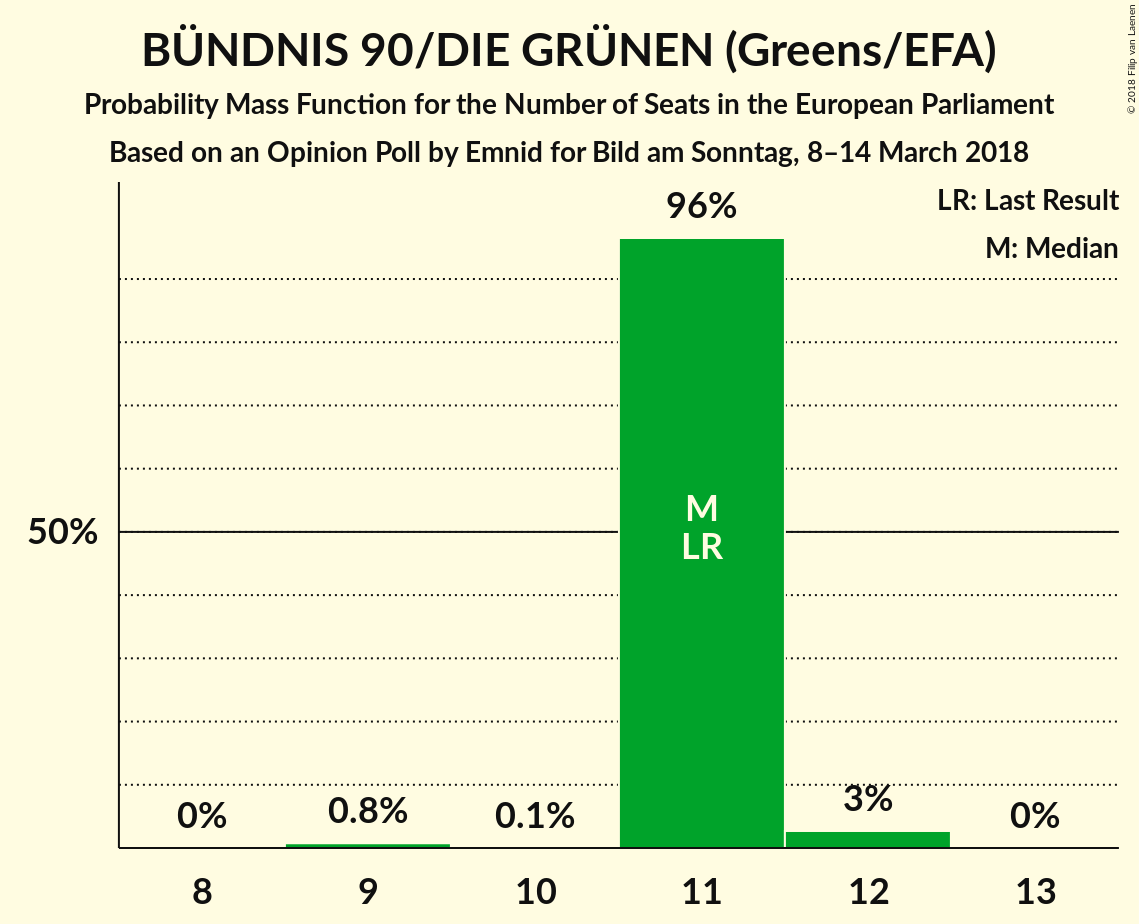 BÜNDNIS 90/DIE GRÜNEN (Greens/EFA)
Probability Mass Function for the Number of Seats in the European Parliament
Based on an Opinion Poll by Emnid for Bild am Sonntag, 8–14 March 2018
© 2018 Filip van Laenen
LR: Last Result
M: Median
96%
M
50%
LR
0%
0.8%
0.1%
3%
0%
8
9
10
11
12
13